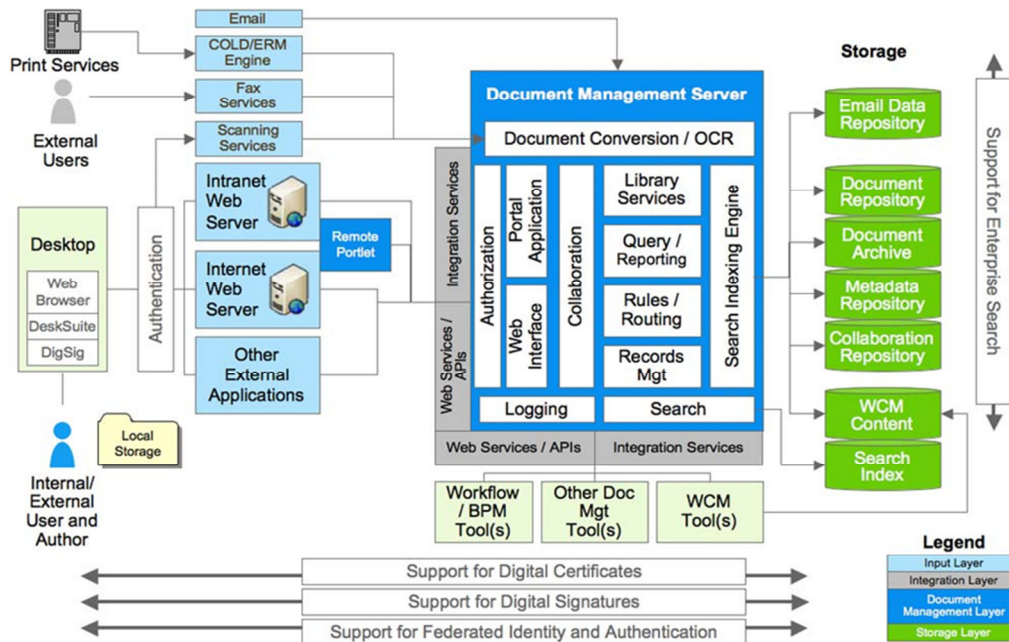 Email
Print Services
COLD/ERM
Engine
Fax
Services
External
Users
Scanning
Services
Intranet
Web
Server
Remote
Portlet
Internet
Web
Server
Other
External
Applications
Desktop
Web
Browser
DeskSuite
DigSig
Authentication
Local
Storage
Internal/
External
User and
Author
Document Management Server
Document Conversion / OCR
Integration Services
Web Services /
APIs
Authorization
Portal
Application
Web
Interface
Collaboration
Library
Services
Query /
Reporting
Rules /
Routing
Records
Mgt
Search Indexing Engine
Logging
Search
Web Services / APIs
Integration Services
Workflow
/ BPM
Tool(s)
Other Doc
Mgt
Tool(s)
WCM
Tool(s)
Storage
Email Data
Repository
Document
Repository
Document
Archive
Metadata
Repository
Collaboration
Repository
WCM
Content
Search
Index
Support for Enterprise Search
Support for Digital Certificates
Support for Digital Signatures
Support for Federated Identity and Authentication
Legend
Input Layer
Integration Layer
Document
Management Layer
Storage Layer